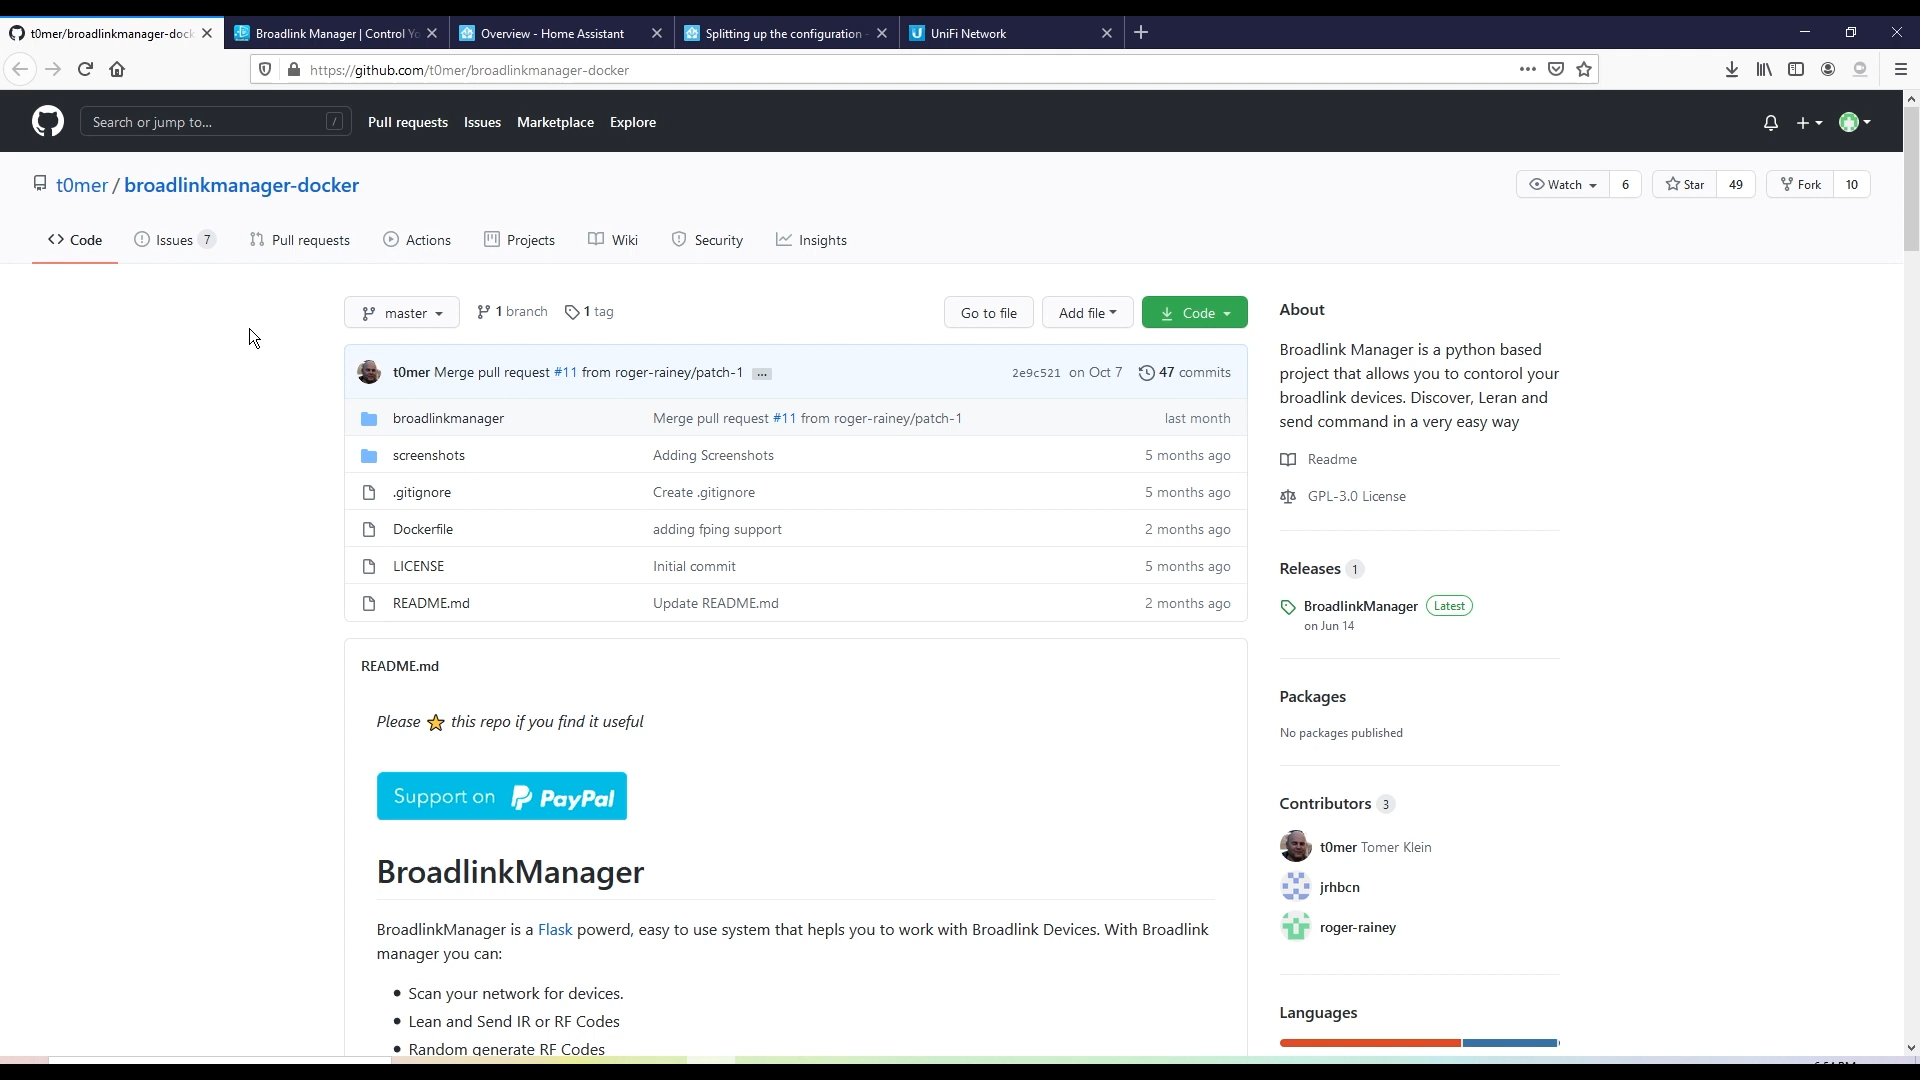 t0mer/broadlinkmanager-dock
Broadlink Manager | Control Yo
Overview - Home Assistant
Splitting up the configuration -
UniFi Network
https://github.com/t0mer/broadlinkmanager-docker
Search or jump to...
/
Pull requests
Issues
Marketplace
Explore
t0mer / broadlinkmanager-docker
Watch
6
Star
49
Fork
10
Code
Issues 7
Pull requests
Actions
Projects
Wiki
Security
Insights
master
1 branch
1 tag
Go to file
Add file
Code
t0mer Merge pull request #11 from roger-rainey/patch-1 ...
2e9c521 on Oct 7
47 commits
broadlinkmanager
Merge pull request #11 from roger-rainey/patch-1
last month
screenshots
Adding Screenshots
5 months ago
.gitignore
Create .gitignore
5 months ago
Dockerfile
adding fping support
2 months ago
LICENSE
Initial commit
5 months ago
README.md
Update README.md
2 months ago
README.md
Please ⭐ this repo if you find it useful
Support on PayPal
BroadlinkManager
BroadlinkManager is a Flask powerd, easy to use system that hepls you to work with Broadlink Devices. With Broadlink
manager you can:
• Scan your network for devices.
• Lean and Send IR or RF Codes
• Random generate RF Codes
About
Broadlink Manager is a python based
project that allows you to contorol your
broadlink devices. Discover, Leran and
send command in a very easy way
Readme
GPL-3.0 License
Releases 1
BroadlinkManager Latest
on Jun 14
Packages
No packages published
Contributors 3
t0mer Tomer Klein
jrhbcn
roger-rainey
Languages